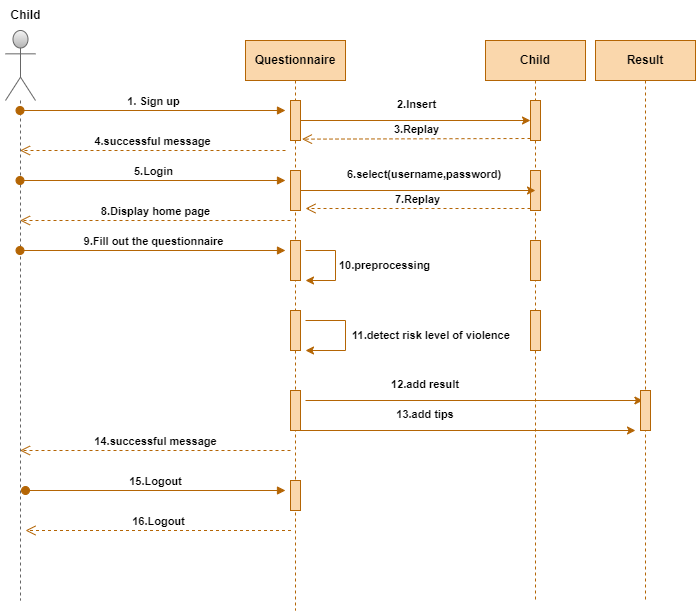 Child
Questionnaire
Child
Result
1. Sign up
2.Insert
3.Replay
4.successful message
5.Login
6.select(username,password)
7.Replay
8.Display home page
9.Fill out the questionnaire
10.preprocessing
11.detect risk level of violence
12.add result
13.add tips
14.successful message
15.Logout
16.Logout